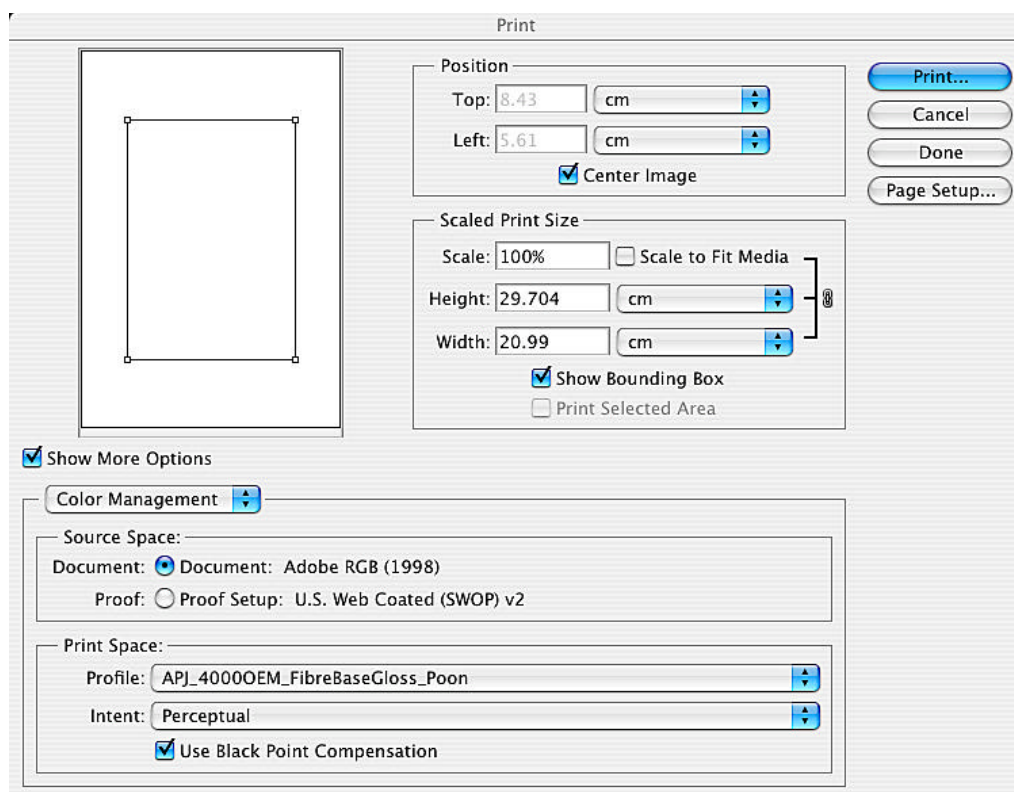 Print
Position
Top: 8.43 cm
Left: 5.61 cm
Center Image
Print...
Cancel
Done
Page Setup...
Scaled Print Size
Scale: 100% Scale to Fit Media
Height: 29.704 cm
Width: 20.99 cm
Show Bounding Box
Print Selected Area
Show More Options
Color Management
Source Space:
Document: Document: Adobe RGB (1998)
Proof: Proof Setup: U.S. Web Coated (SWOP) v2
Print Space:
Profile: APJ_4000OEM_FibreBaseGloss_Poon
Intent: Perceptual
Use Black Point Compensation